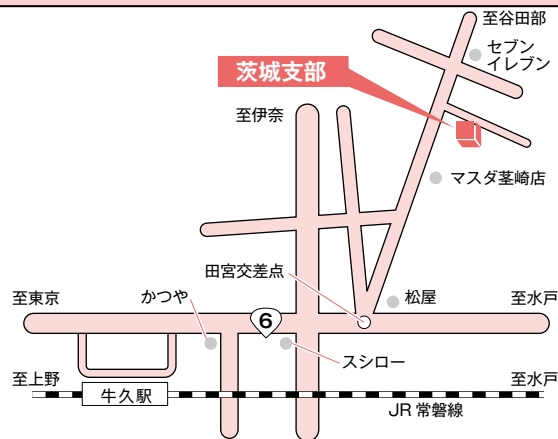 至谷田部
セブン
イレブン
茨城支部
至伊奈
マスダ茎崎店
田宮交差点
至東京
かつや
6
松屋
至水戸
スシロー
至上野
牛久駅
至水戸
JR 常磐線